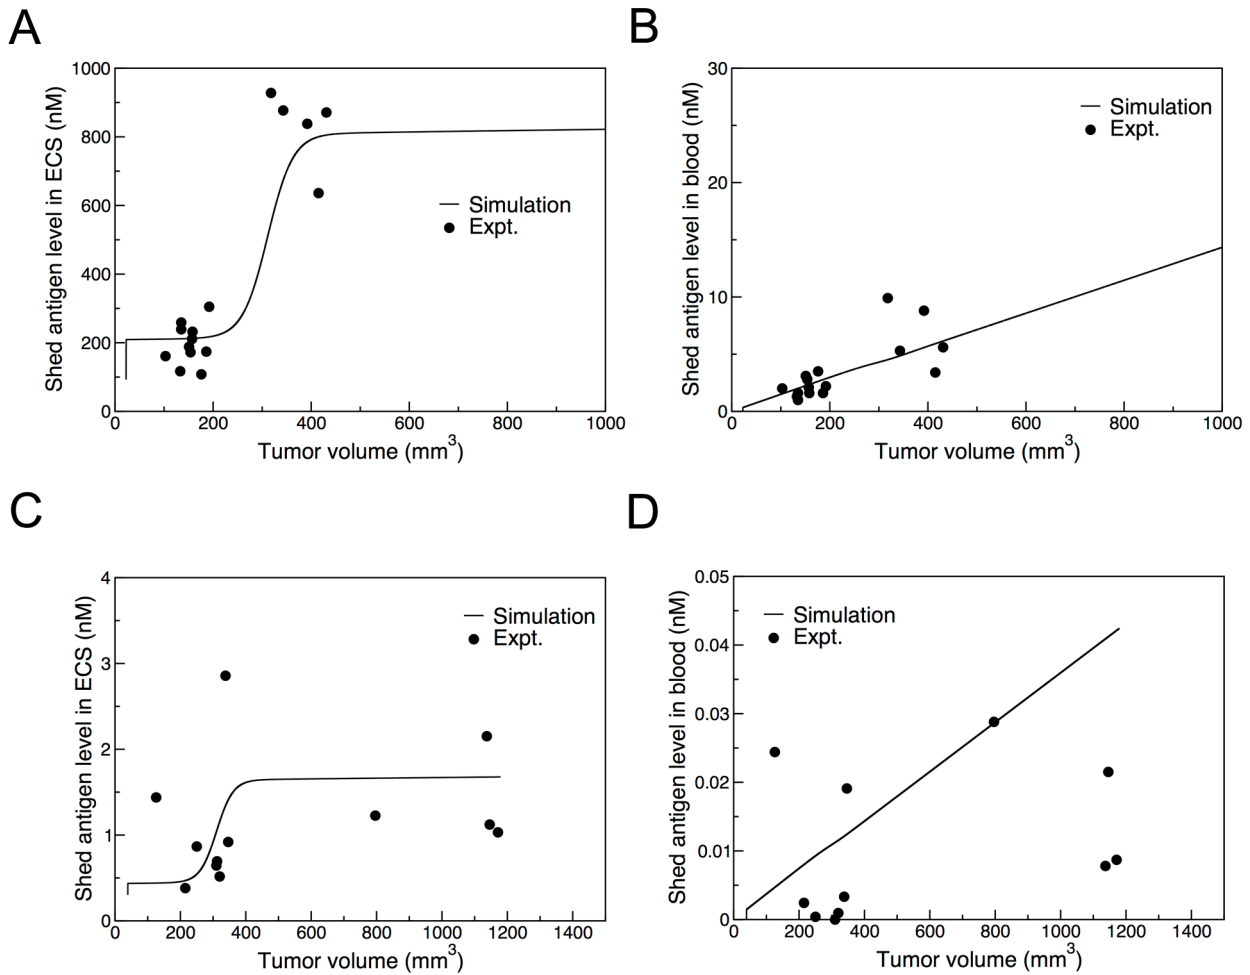 A
Shed antigen level in ECS (nM)
1000
800
600
400
200
0
Simulation
Expt.
0 200 400 600 800 1000
Tumor volume (mm³)
B
Shed antigen level in blood (nM)
30
20
10
0
Simulation
Expt.
0 200 400 600 800 1000
Tumor volume (mm³)
C
Shed antigen level in ECS (nM)
4
3
2
1
0
Simulation
Expt.
0 200 400 600 800 1000 1200 1400
Tumor volume (mm³)
D
Shed antigen level in blood (nM)
0.05
0.04
0.03
0.02
0.01
0
Simulation
Expt.
0 200 400 600 800 1000 1200 1400
Tumor volume (mm³)